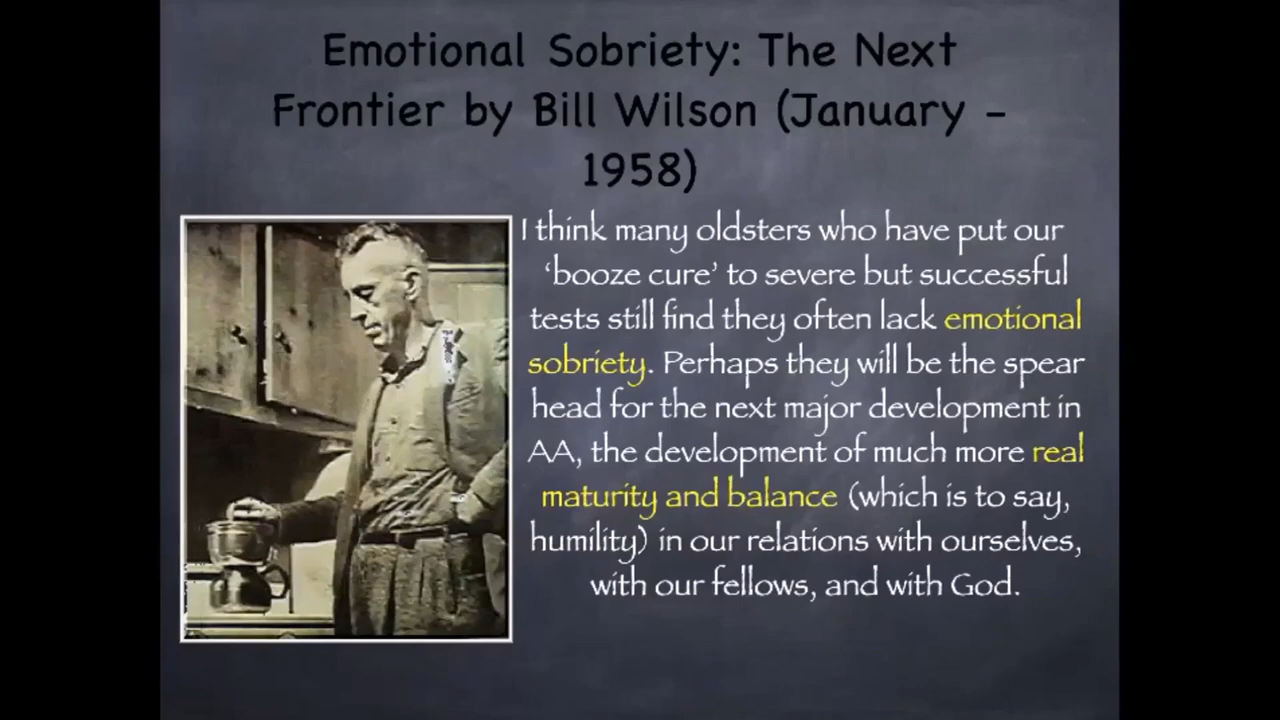 Emotional Sobriety: The Next
Frontier by Bill Wilson (January -
1958)
I think many oldsters who have put our
‘booze cure’ to severe but successful
tests still find they often lack emotional
sobriety. Perhaps they will be the spear
head for the next major development in
AA, the development of much more real
maturity and balance (which is to say,
humility) in our relations with ourselves,
with our fellows, and with God.